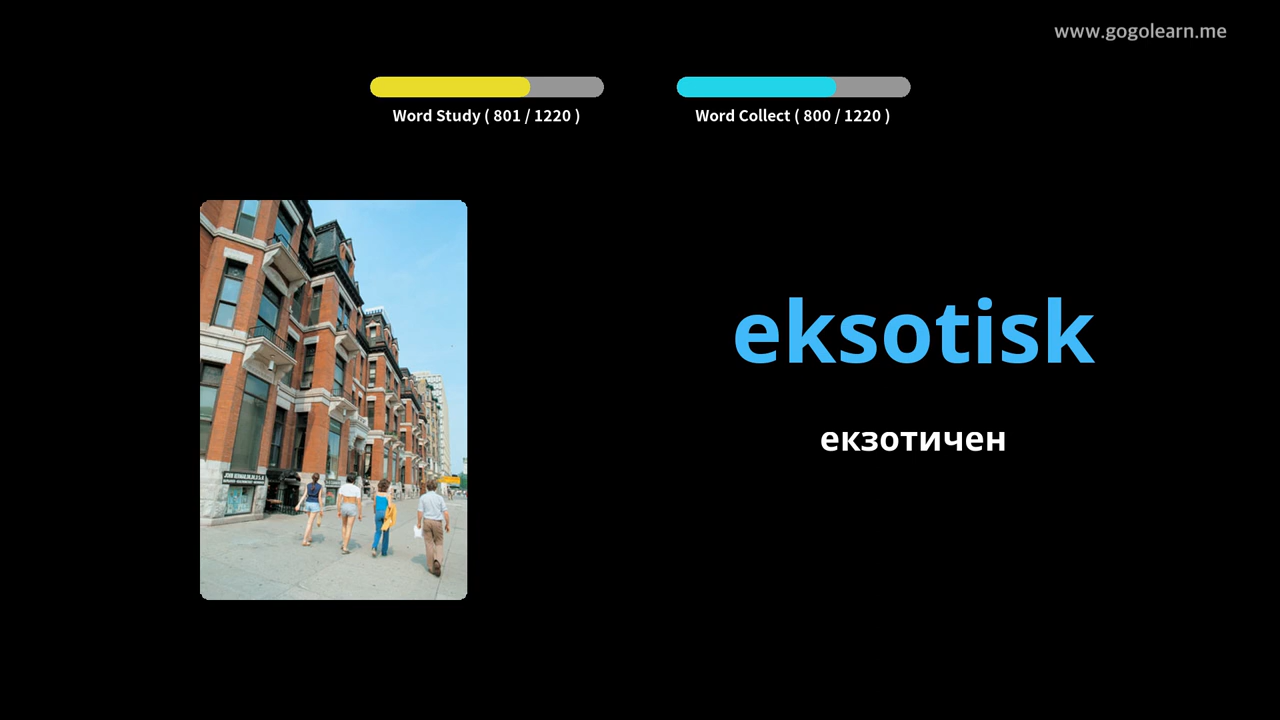 www.gogolearn.me
Word Study ( 801 / 1220 )
Word Collect ( 800 / 1220 )
eksotisk
екзотичен